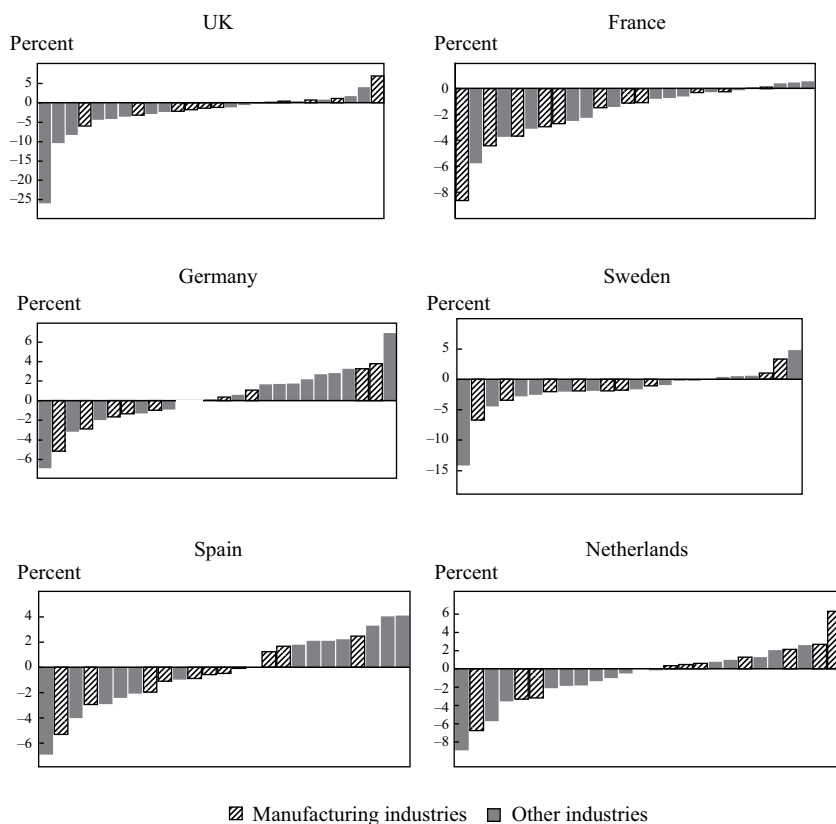 UK
Percent
5
0
−5
−10
−15
−20
−25
France
Percent
0
−2
−4
−6
−8
Germany
Percent
6
4
2
0
−2
−4
−6
Sweden
Percent
5
0
−5
−10
−15
Spain
Percent
4
2
0
−2
−4
−6
Netherlands
Percent
6
4
2
0
−2
−4
−6
−8
Manufacturing industries Other industries